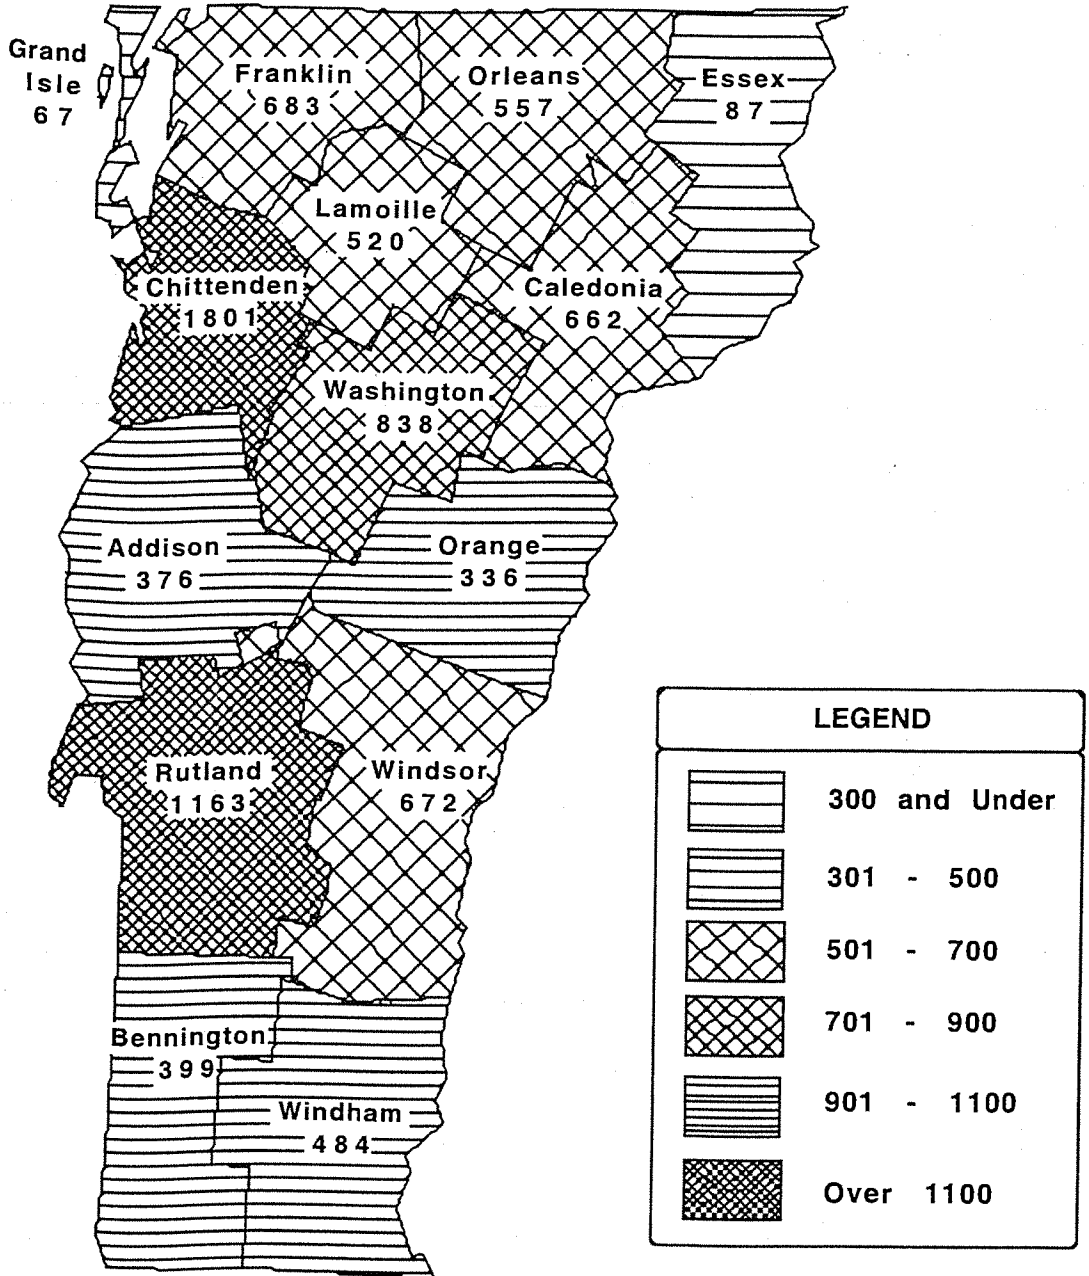 Grand
Isle
67
Franklin
683
Orleans
557
Essex
87
Lamoille
520
Chittenden
1801
Caledonia
662
Washington
838
Addison
376
Orange
336
Rutland
1163
Windsor
672
Bennington
399
Windham
484
LEGEND
300 and Under
301 - 500
501 - 700
701 - 900
901 - 1100
Over 1100